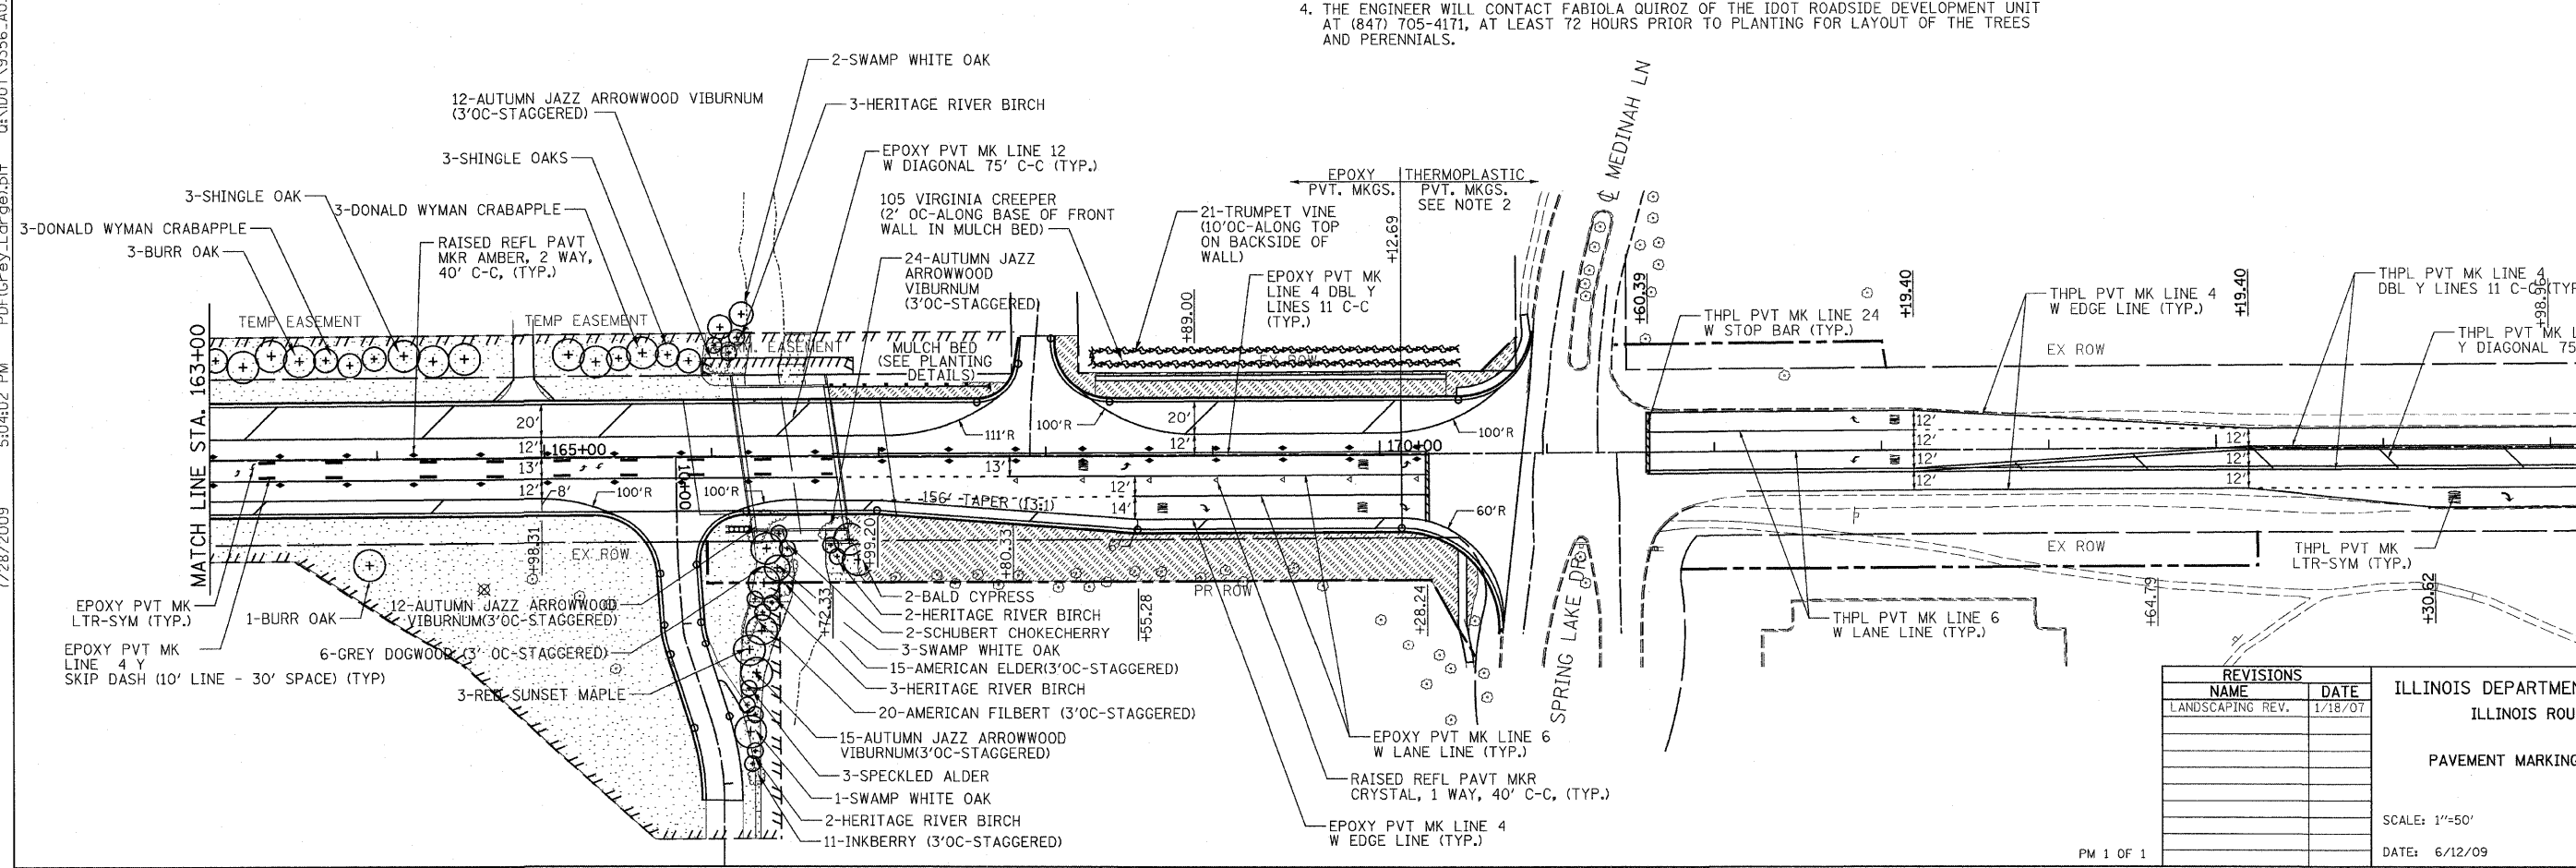 4. THE ENGINEER WILL CONTACT FABIOLA QUIROZ OF THE IDOT ROADSIDE DEVELOPMENT UNIT
AT (847) 705-4171, AT LEAST 72 HOURS PRIOR TO PLANTING FOR LAYOUT OF THE TREES
AND PERENNIALS.
2-SWAMP WHITE OAK
12-AUTUMN JAZZ ARROWWOOD VIBURNUM
(3'OC-STAGGERED)
3-HERITAGE RIVER BIRCH
3-SHINGLE OAKS
EPOXY PVT MK LINE 12
W DIAGONAL 75' C-C (TYP.)
3-SHINGLE OAK
3-DONALD WYMAN CRABAPPLE
3-DONALD WYMAN CRABAPPLE
3-BURR OAK
RAISED REFL PAVT
MKR AMBER, 2 WAY,
40' C-C, (TYP.)
105 VIRGINIA CREEPER
(2' OC-ALONG BASE OF FRONT
WALL IN MULCH BED)
24-AUTUMN JAZZ
ARROWWOOD
VIBURNUM
(3'OC-STAGGERED)
21-TRUMPET VINE
(10'OC-ALONG TOP
ON BACKSIDE OF
WALL)
EPOXY PVT MK
LINE 4 DBL Y
LINES 11 C-C
(TYP.)
EPOXY
PVT. MKGS.
THERMOPLASTIC
PVT. MKGS.
SEE NOTE 2
+12.69
℄ MEDINAH LN
+60.39
+89.00
THPL PVT MK LINE 24
W STOP BAR (TYP.)
+19.40
THPL PVT MK LINE 4
W EDGE LINE (TYP.)
+19.40
THPL PVT MK LINE 4
DBL Y LINES 11 C-C (TYP
+98.96
THPL PVT MK L
Y DIAGONAL 75
TEMP EASEMENT
TEMP EASEMENT
EASEMENT
MULCH BED
(SEE PLANTING
DETAILS)
EX ROW
EX ROW
EX ROW
MATCH LINE STA. 163+00
20'
12'
13'
12'
165+00
8'
100'R
10+00
100'R
111'R
100'R
20'
12'
13'
170+00
100'R
12'
14'
156' TAPER (13:1)
6'
60'R
12'
12'
12'
12'
12'
12'
12'
12'
+98.31
EX ROW
+99.20
+80.33
+72.33
+55.28
PR ROW
+28.24
SPRING LAKE DR
EX ROW
+64.79
+30.62
THPL PVT MK
LTR-SYM (TYP.)
THPL PVT MK LINE 6
W LANE LINE (TYP.)
EPOXY PVT MK
LTR-SYM (TYP.)
EPOXY PVT MK
LINE 4 Y
SKIP DASH (10' LINE - 30' SPACE) (TYP)
1-BURR OAK
12-AUTUMN JAZZ ARROWWOOD
VIBURNUM(3'OC-STAGGERED)
6-GREY DOGWOOD (3' OC-STAGGERED)
3-RED SUNSET MAPLE
2-BALD CYPRESS
2-HERITAGE RIVER BIRCH
2-SCHUBERT CHOKECHERRY
3-SWAMP WHITE OAK
15-AMERICAN ELDER(3'OC-STAGGERED)
3-HERITAGE RIVER BIRCH
20-AMERICAN FILBERT (3'OC-STAGGERED)
15-AUTUMN JAZZ ARROWWOOD
VIBURNUM(3'OC-STAGGERED)
3-SPECKLED ALDER
1-SWAMP WHITE OAK
2-HERITAGE RIVER BIRCH
11-INKBERRY (3'OC-STAGGERED)
EPOXY PVT MK LINE 6
W LANE LINE (TYP.)
RAISED REFL PAVT MKR
CRYSTAL, 1 WAY, 40' C-C, (TYP.)
EPOXY PVT MK LINE 4
W EDGE LINE (TYP.)
REVISIONS
NAME DATE
LANDSCAPING REV. 1/18/07
ILLINOIS DEPARTMEN
ILLINOIS ROU
PAVEMENT MARKING
SCALE: 1"=50'
DATE: 6/12/09
PM 1 OF 1
7/28/2009 5:04:02 PM